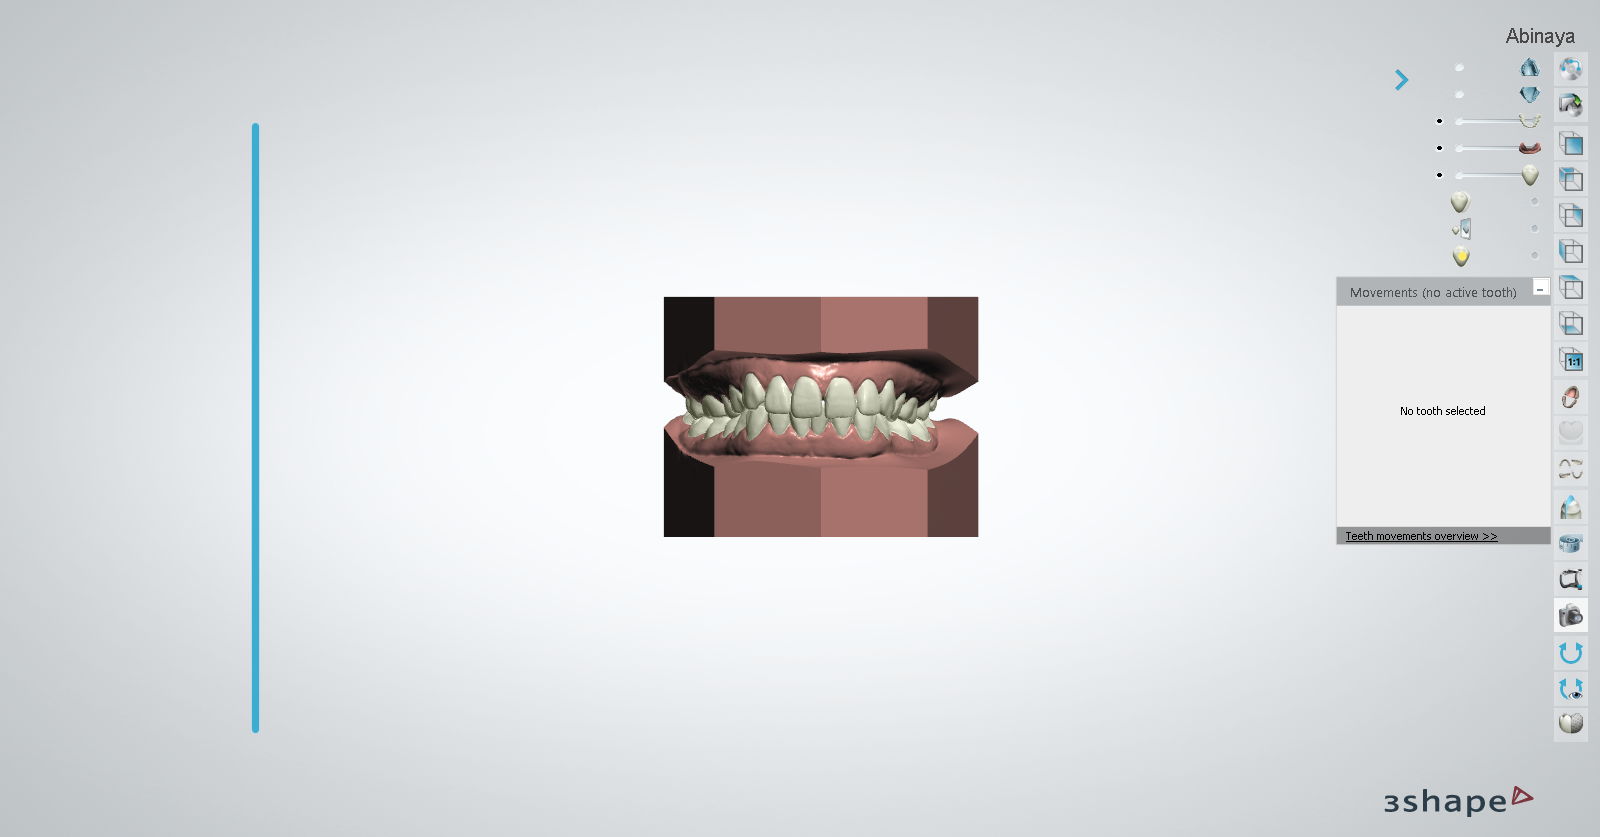 Abinaya
Movements (no active tooth)
No tooth selected
Teeth movements overview >>
1:1
3shape